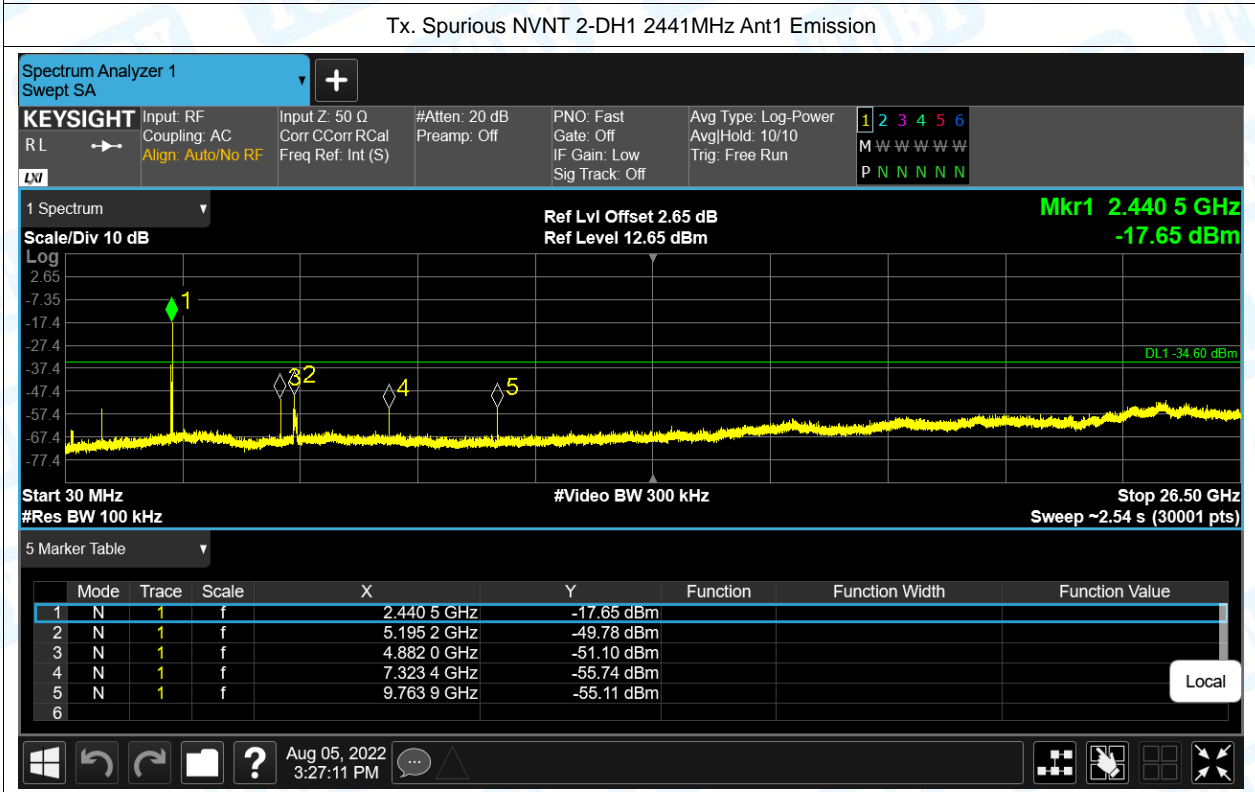 Tx. Spurious NVNT 2-DH1 2441MHz Ant1 Emission
Spectrum Analyzer 1
Swept SA
KEYSIGHT
R L
LXI
Input: RF
Coupling: AC
Align: Auto/No RF
Input Z: 50 Ω
Corr CCorr RCal
Freq Ref: Int (S)
#Atten: 20 dB
Preamp: Off
PNO: Fast
Gate: Off
IF Gain: Low
Sig Track: Off
Avg Type: Log-Power
Avg|Hold: 10/10
Trig: Free Run
1 2 3 4 5 6
M W W W W W
P N N N N N
1 Spectrum
Scale/Div 10 dB
Ref Lvl Offset 2.65 dB
Ref Level 12.65 dBm
Mkr1 2.440 5 GHz
-17.65 dBm
Log
2.65
-7.35
-17.4
-27.4
-37.4
-47.4
-57.4
-67.4
-77.4
1
3 2
4
5
DL1 -34.60 dBm
Start 30 MHz
#Res BW 100 kHz
#Video BW 300 kHz
Stop 26.50 GHz
Sweep ~2.54 s (30001 pts)
5 Marker Table
Mode Trace Scale X Y Function Function Width Function Value
1 N 1 f 2.440 5 GHz -17.65 dBm
2 N 1 f 5.195 2 GHz -49.78 dBm
3 N 1 f 4.882 0 GHz -51.10 dBm
4 N 1 f 7.323 4 GHz -55.74 dBm
5 N 1 f 9.763 9 GHz -55.11 dBm
6
Local
?
Aug 05, 2022
3:27:11 PM